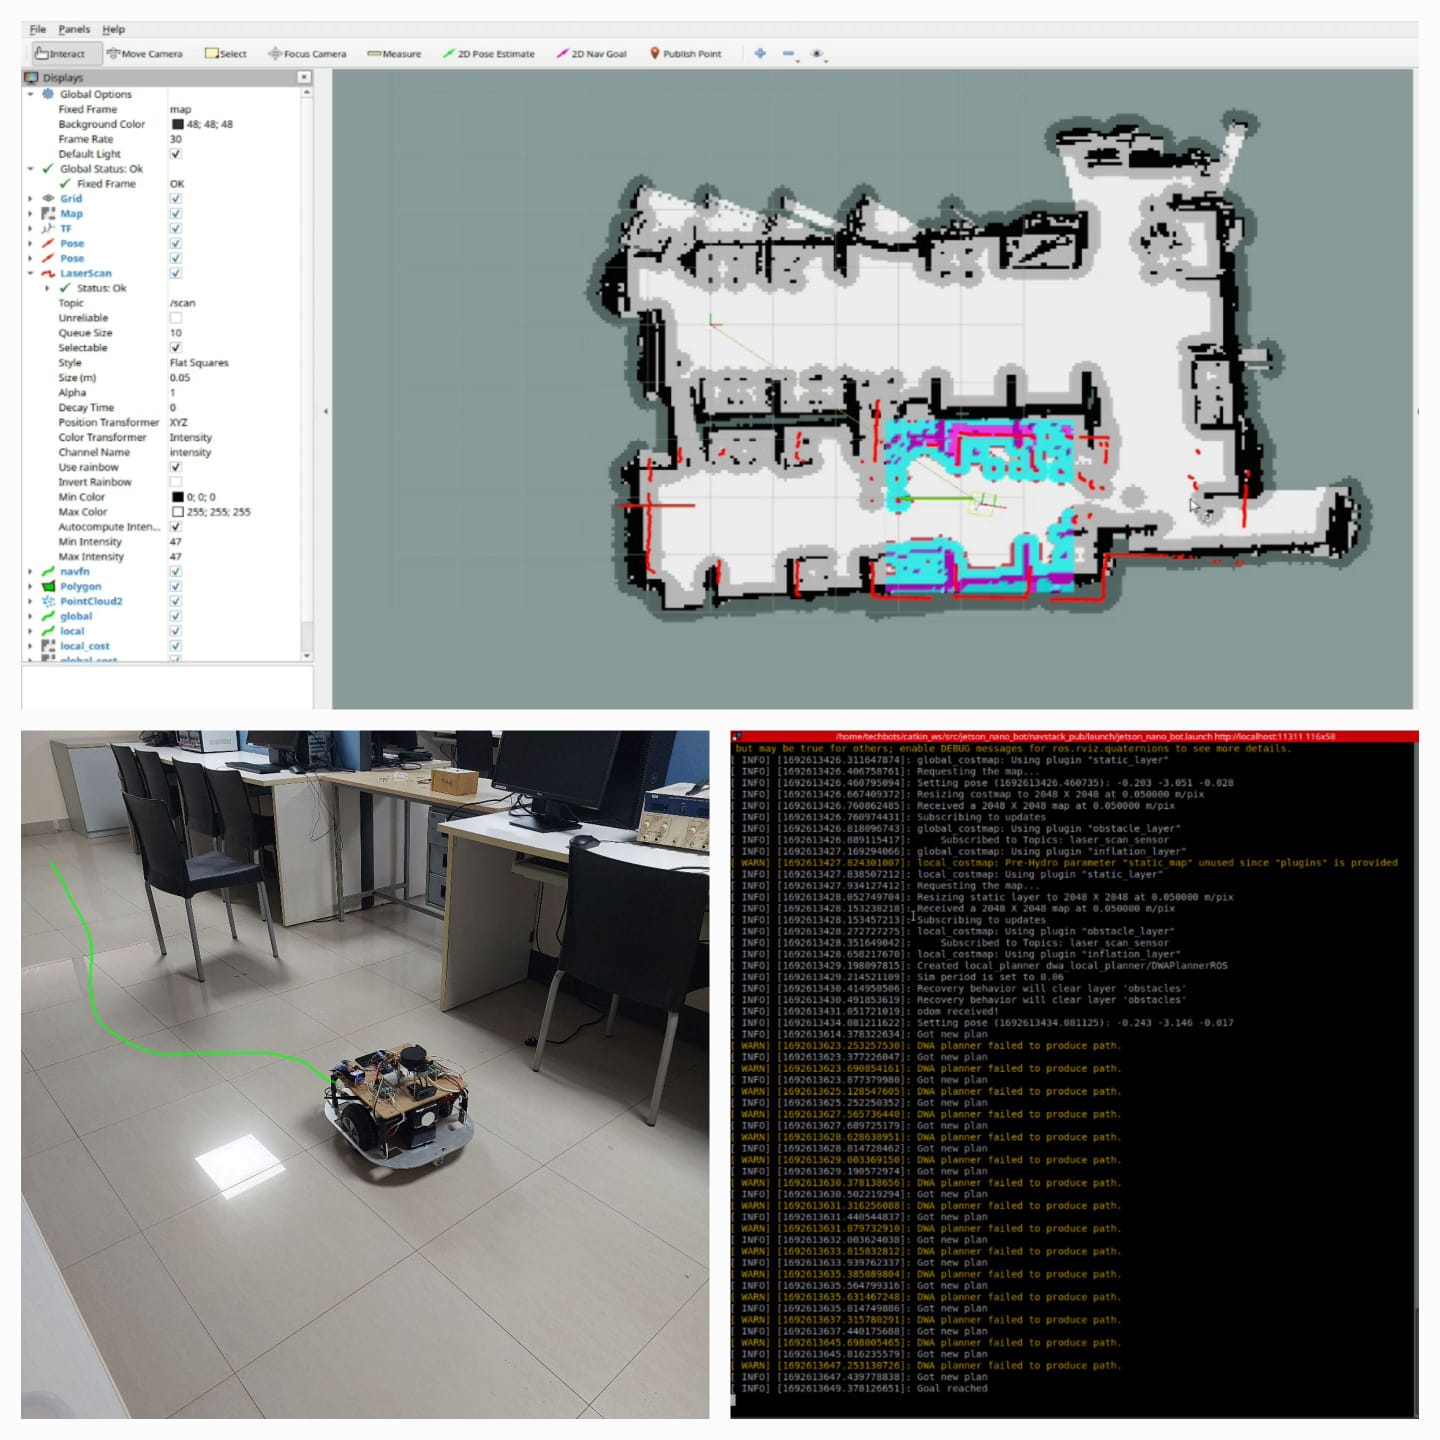 File Panels Help
Interact Move Camera Select Focus Camera Measure 2D Pose Estimate 2D Nav Goal Publish Point
Displays
Global Options
Fixed Frame map
Background Color 48; 48; 48
Frame Rate 30
Default Light
Global Status: Ok
Fixed Frame OK
Grid
Map
TF
Pose
Pose
LaserScan
Status: Ok
Topic /scan
Unreliable
Queue Size 10
Selectable
Style Flat Squares
Size (m) 0.05
Alpha 1
Decay Time 0
Position Transformer XYZ
Color Transformer Intensity
Channel Name intensity
Use rainbow
Invert Rainbow
Min Color 0; 0; 0
Max Color 255; 255; 255
Autocompute Inten...
Min Intensity 47
Max Intensity 47
navfn
Polygon
PointCloud2
global
local
local_cost
global_cost
/home/techbots/catkin_ws/src/jetson_nano_bot/navstack_pub/launch/jetson_nano_bot.launch http://localhost:11311 116x58
but may be true for others; enable DEBUG messages for ros.rviz.quaternions to see more details.
[ INFO] [1692613426.311647874]: global_costmap: Using plugin "static_layer"
[ INFO] [1692613426.406758761]: Requesting the map...
[ INFO] [1692613426.460795094]: Setting pose (1692613426.460735): -0.203 -3.051 -0.028
[ INFO] [1692613426.667409372]: Resizing costmap to 2048 X 2048 at 0.050000 m/pix
[ INFO] [1692613426.760862485]: Received a 2048 X 2048 map at 0.050000 m/pix
[ INFO] [1692613426.760974431]: Subscribing to updates
[ INFO] [1692613426.818096743]: global_costmap: Using plugin "obstacle_layer"
[ INFO] [1692613426.889115417]: Subscribed to Topics: laser_scan_sensor
[ INFO] [1692613427.169294066]: global_costmap: Using plugin "inflation_layer"
[ WARN] [1692613427.824301007]: local_costmap: Pre-Hydro parameter "static_map" unused since "plugins" is provided
[ INFO] [1692613427.838507212]: local_costmap: Using plugin "static_layer"
[ INFO] [1692613427.934127412]: Requesting the map...
[ INFO] [1692613428.052749704]: Resizing static layer to 2048 X 2048 at 0.050000 m/pix
[ INFO] [1692613428.153238218]: Received a 2048 X 2048 map at 0.050000 m/pix
[ INFO] [1692613428.153457213]: Subscribing to updates
[ INFO] [1692613428.272727275]: local_costmap: Using plugin "obstacle_layer"
[ INFO] [1692613428.351649042]: Subscribed to Topics: laser_scan_sensor
[ INFO] [1692613428.658217670]: local_costmap: Using plugin "inflation_layer"
[ INFO] [1692613429.198097815]: Created local_planner dwa_local_planner/DWAPlannerROS
[ INFO] [1692613429.214521109]: Sim period is set to 0.06
[ INFO] [1692613430.414950506]: Recovery behavior will clear layer 'obstacles'
[ INFO] [1692613430.491853619]: Recovery behavior will clear layer 'obstacles'
[ INFO] [1692613431.051721019]: odom received!
[ INFO] [1692613434.081211622]: Setting pose (1692613434.081125): -0.243 -3.146 -0.017
[ INFO] [1692613614.378322634]: Got new plan
[ WARN] [1692613623.253257530]: DWA planner failed to produce path.
[ INFO] [1692613623.377226047]: Got new plan
[ WARN] [1692613623.690854161]: DWA planner failed to produce path.
[ INFO] [1692613623.877379980]: Got new plan
[ WARN] [1692613625.128547605]: DWA planner failed to produce path.
[ INFO] [1692613625.252250352]: Got new plan
[ WARN] [1692613627.565736440]: DWA planner failed to produce path.
[ INFO] [1692613627.689725179]: Got new plan
[ WARN] [1692613628.628638951]: DWA planner failed to produce path.
[ INFO] [1692613628.814728462]: Got new plan
[ WARN] [1692613629.003369150]: DWA planner failed to produce path.
[ INFO] [1692613629.190572974]: Got new plan
[ WARN] [1692613630.378138656]: DWA planner failed to produce path.
[ INFO] [1692613630.502219294]: Got new plan
[ WARN] [1692613631.316256088]: DWA planner failed to produce path.
[ INFO] [1692613631.440544837]: Got new plan
[ WARN] [1692613631.879732910]: DWA planner failed to produce path.
[ INFO] [1692613632.003624038]: Got new plan
[ WARN] [1692613633.815832812]: DWA planner failed to produce path.
[ INFO] [1692613633.939762337]: Got new plan
[ WARN] [1692613635.385089804]: DWA planner failed to produce path.
[ INFO] [1692613635.564799316]: Got new plan
[ WARN] [1692613635.631467248]: DWA planner failed to produce path.
[ INFO] [1692613635.814749886]: Got new plan
[ WARN] [1692613637.315780291]: DWA planner failed to produce path.
[ INFO] [1692613637.440175688]: Got new plan
[ WARN] [1692613645.698005465]: DWA planner failed to produce path.
[ INFO] [1692613645.816235579]: Got new plan
[ WARN] [1692613647.253130726]: DWA planner failed to produce path.
[ INFO] [1692613647.439778838]: Got new plan
[ INFO] [1692613649.378126651]: Goal reached